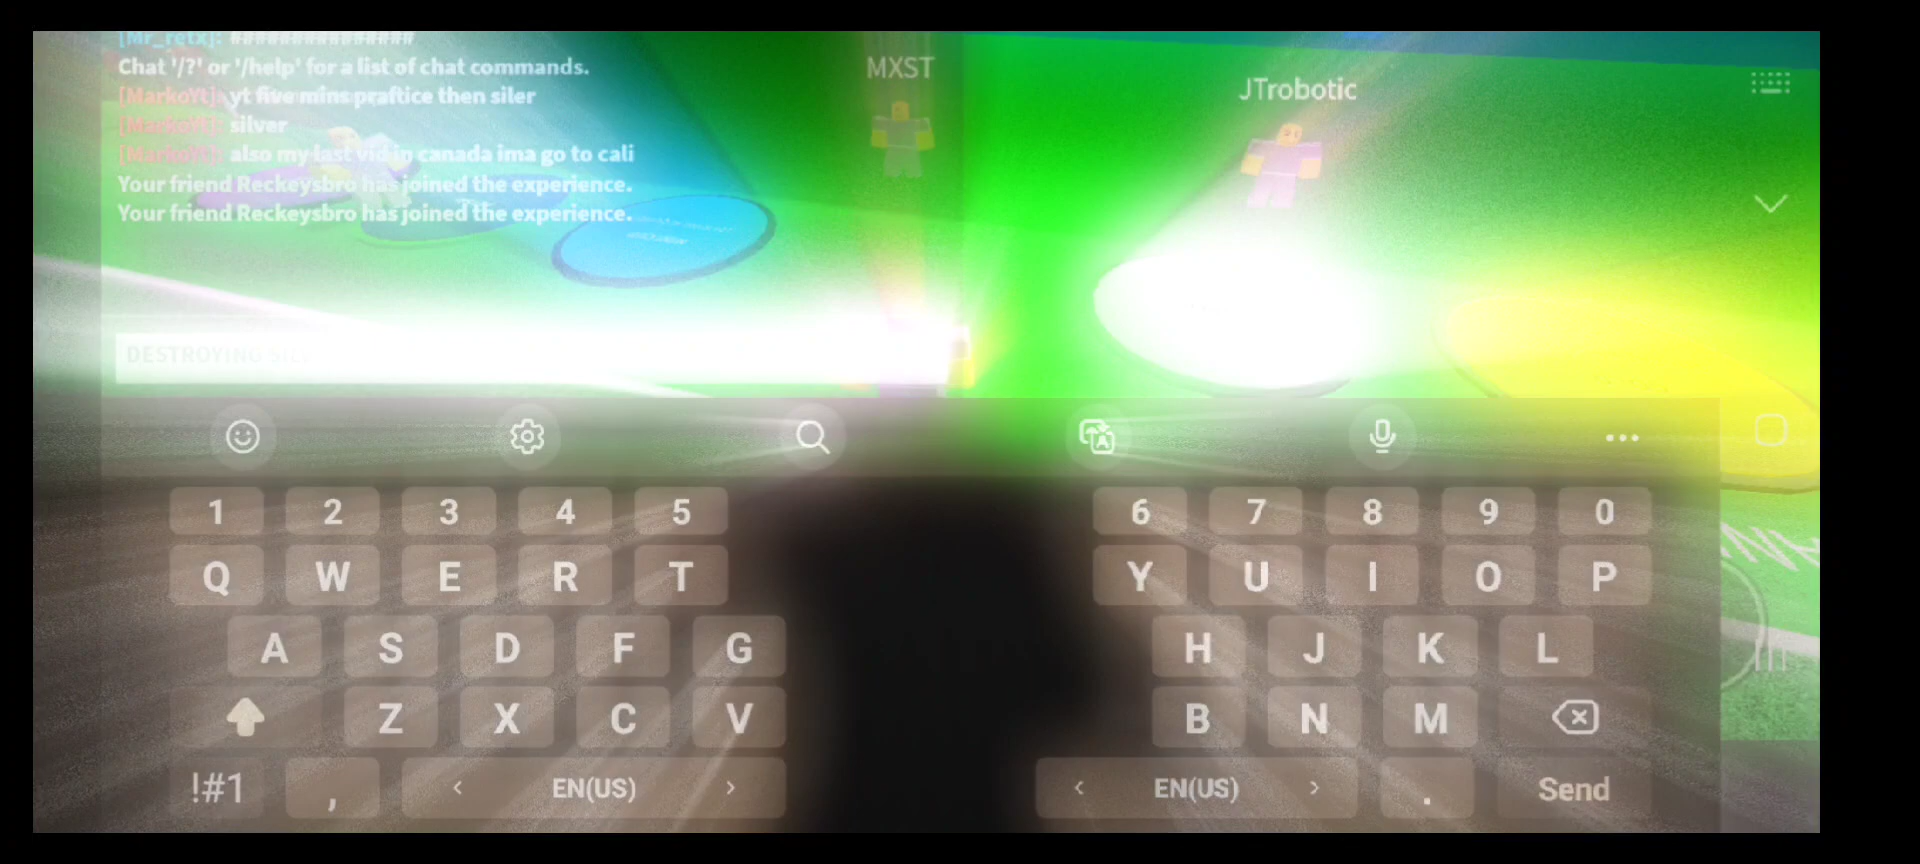 [Mr_retx]: ###############
Chat '/?' or '/help' for a list of chat commands.
[MarkoYt]: yt five mins praftice then siler
[MarkoYt]: silver
[MarkoYt]: also my last vid in canada ima go to cali
Your friend Reckeysbro has joined the experience.
Your friend Reckeysbro has joined the experience.
MXST
JTrobotic
DESTROYING
1 2 3 4 5 6 7 8 9 0
Q W E R T Y U I O P
A S D F G H J K L
Z X C V B N M
!#1 , < EN(US) > < EN(US) > . Send